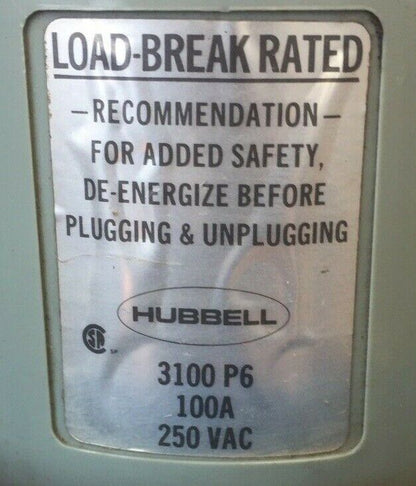 LOAD-BREAK RATED
—RECOMMENDATION—
FOR ADDED SAFETY,
DE-ENERGIZE BEFORE
PLUGGING & UNPLUGGING
HUBBELL
3100 P6
100A
250 VAC